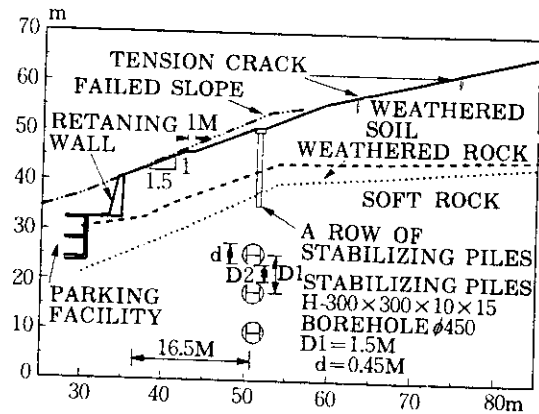 70
m
60
50
40
30
20
10
0
TENSION CRACK
FAILED SLOPE
RETANING
WALL
1M
1
1.5
WEATHERED
SOIL
WEATHERED ROCK
SOFT ROCK
A ROW OF
STABILIZING PILES
d
D2
D1
STABILIZING PILES
H-300×300×10×15
BOREHOLE ϕ450
D1=1.5M
d=0.45M
PARKING
FACILITY
16.5M
30 40 50 60 70 80m